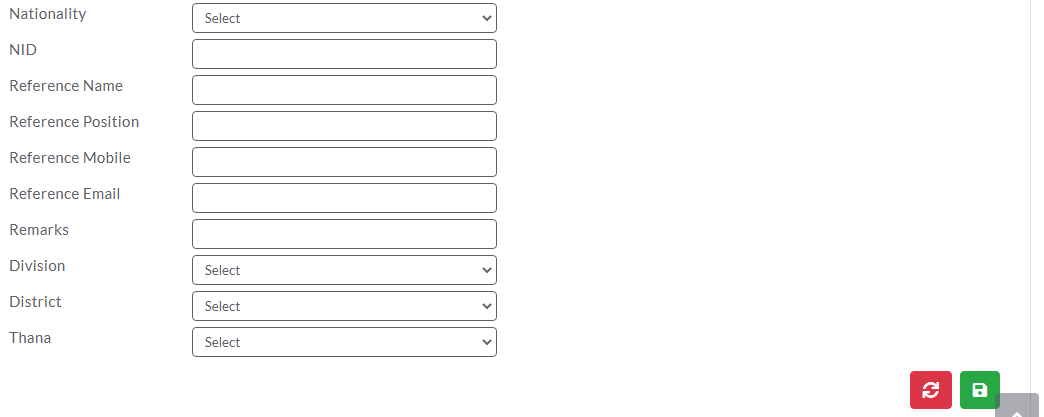 Nationality Select
NID
Reference Name
Reference Position
Reference Mobile
Reference Email
Remarks
Division Select
District Select
Thana Select